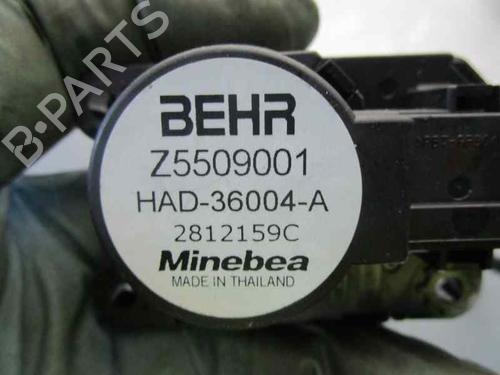 B-PARTS
BEHR
Z5509001
HAD-36004-A
2812159C
Minebea
MADE IN THAILAND